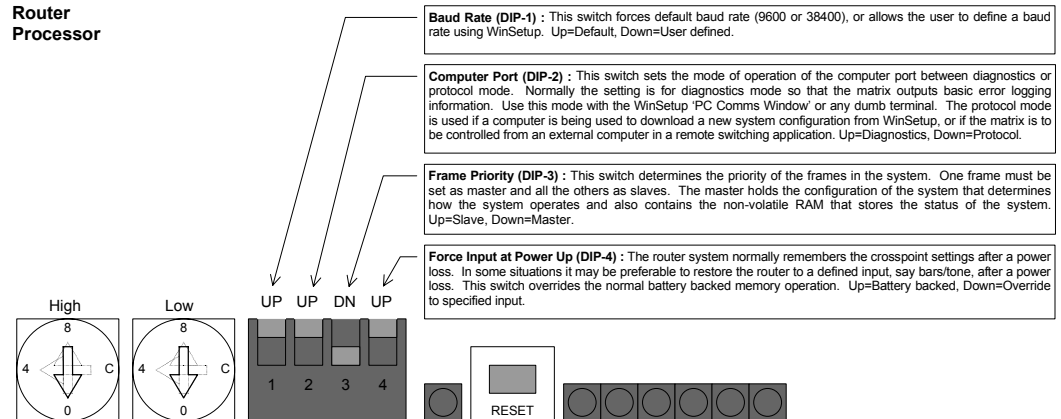 Router
Processor
Baud Rate (DIP-1) : This switch forces default baud rate (9600 or 38400), or allows the user to define a baud
rate using WinSetup. Up=Default, Down=User defined.
Computer Port (DIP-2) : This switch sets the mode of operation of the computer port between diagnostics or
protocol mode. Normally the setting is for diagnostics mode so that the matrix outputs basic error logging
information. Use this mode with the WinSetup ‘PC Comms Window’ or any dumb terminal. The protocol mode
is used if a computer is being used to download a new system configuration from WinSetup, or if the matrix is to
be controlled from an external computer in a remote switching application. Up=Diagnostics, Down=Protocol.
Frame Priority (DIP-3) : This switch determines the priority of the frames in the system. One frame must be
set as master and all the others as slaves. The master holds the configuration of the system that determines
how the system operates and also contains the non-volatile RAM that stores the status of the system.
Up=Slave, Down=Master.
Force Input at Power Up (DIP-4) : The router system normally remembers the crosspoint settings after a power
loss. In some situations it may be preferable to restore the router to a defined input, say bars/tone, after a power
loss. This switch overrides the normal battery backed memory operation. Up=Battery backed, Down=Override
to specified input.
High Low UP UP DN UP
8 8
4 C 4 C
0 0
1 2 3 4
RESET